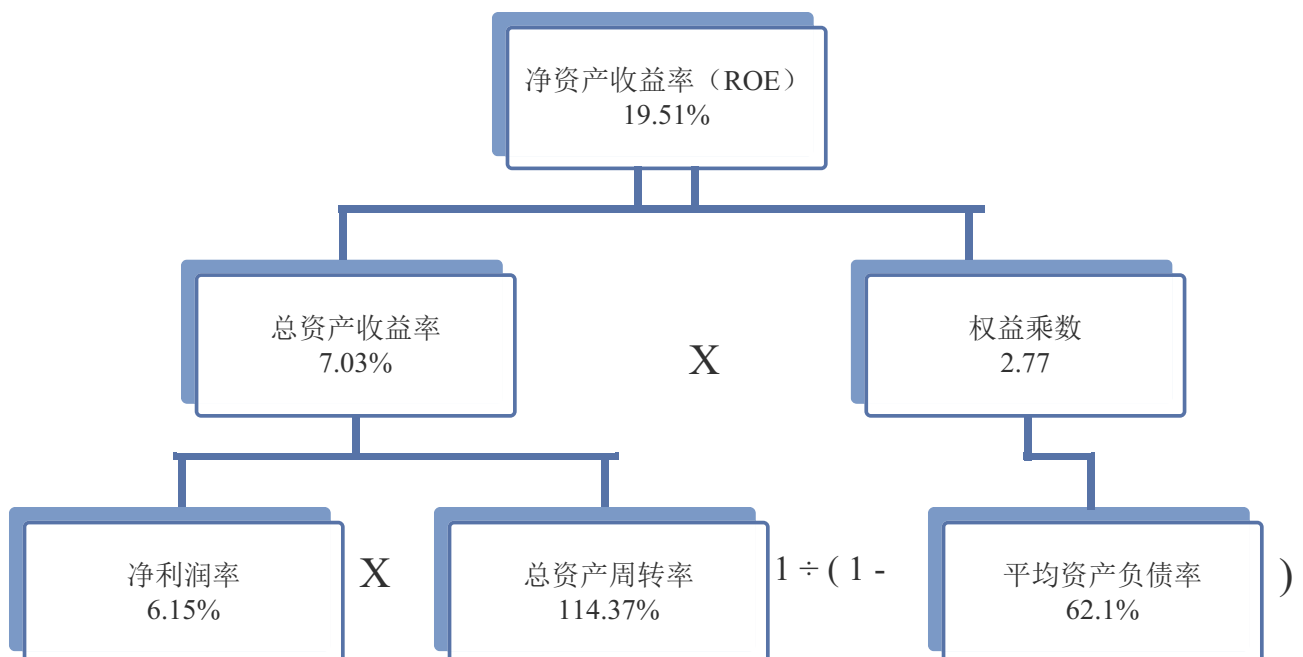 净资产收益率（ROE）
19.51%
总资产收益率
7.03%
X
权益乘数
2.77
净利润率
6.15%
X
总资产周转率
114.37%
1 ÷ ( 1 -
平均资产负债率
62.1%
)